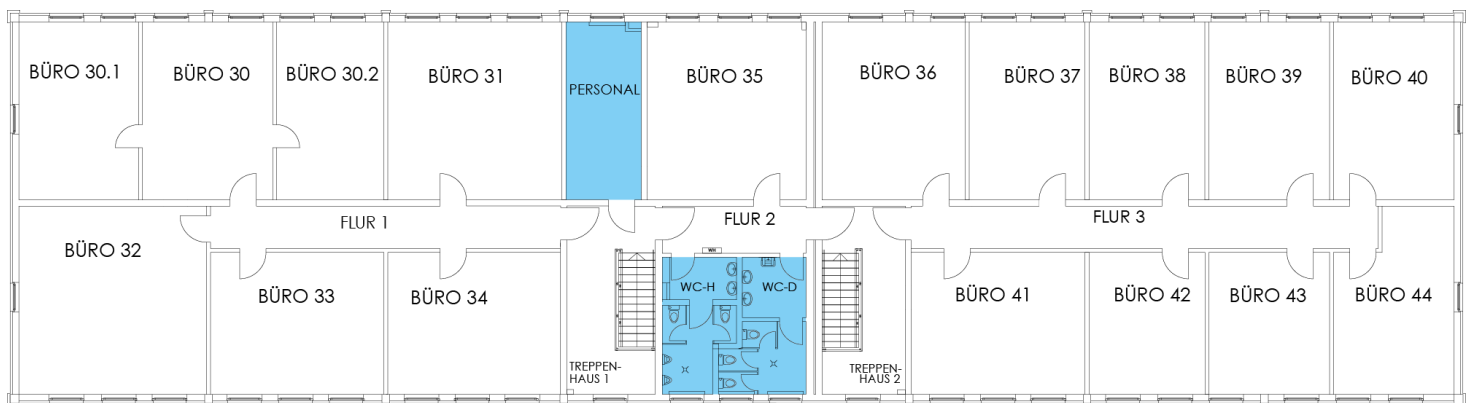 BÜRO 30.1
BÜRO 30
BÜRO 30.2
BÜRO 31
PERSONAL
BÜRO 35
BÜRO 36
BÜRO 37
BÜRO 38
BÜRO 39
BÜRO 40
FLUR 1
FLUR 2
FLUR 3
BÜRO 32
BÜRO 33
BÜRO 34
WH
WC-H
WC-D
BÜRO 41
BÜRO 42
BÜRO 43
BÜRO 44
TREPPEN-
HAUS 1
TREPPEN-
HAUS 2